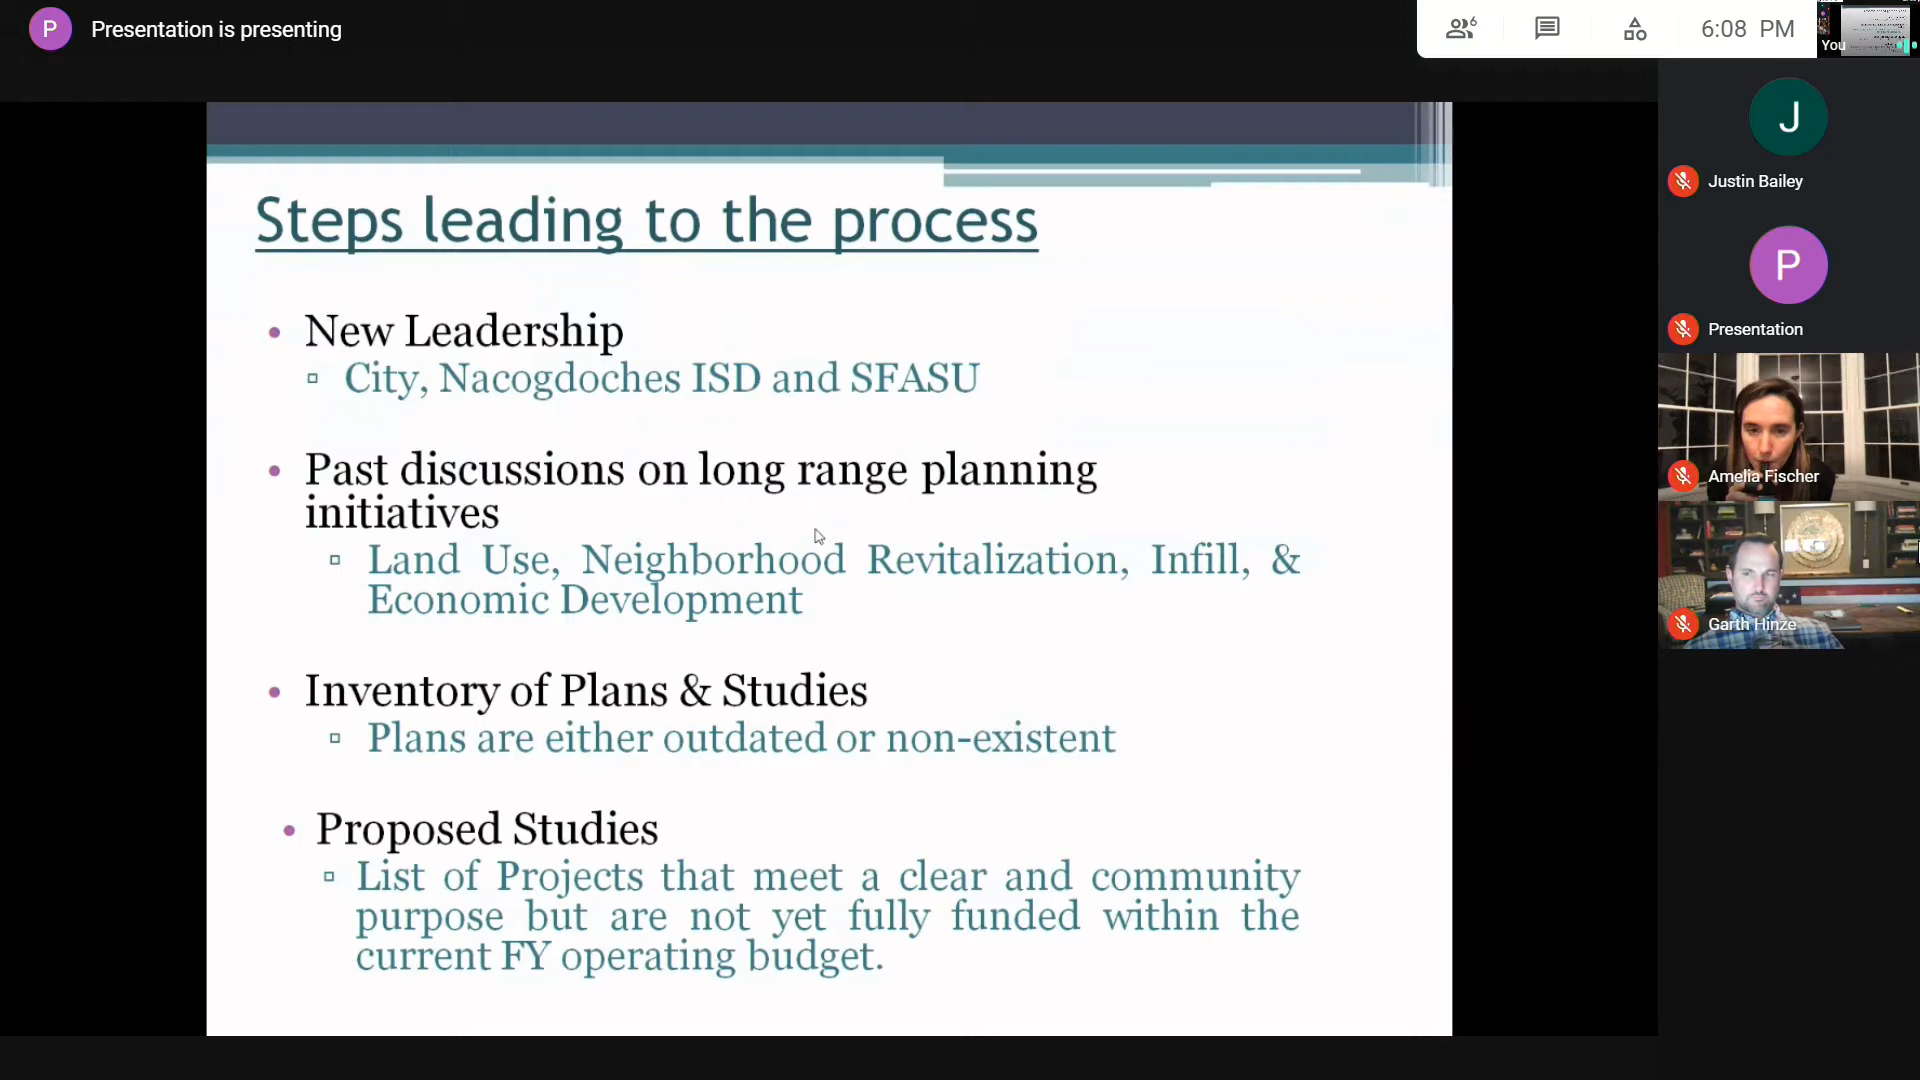 P Presentation is presenting
6
6:08 PM
You
J
Justin Bailey
P
Presentation
Amelia Fischer
Garth Hinze
Steps leading to the process
• New Leadership
▫ City, Nacogdoches ISD and SFASU
• Past discussions on long range planning
initiatives
▫ Land Use, Neighborhood Revitalization, Infill, &
Economic Development
• Inventory of Plans & Studies
▫ Plans are either outdated or non-existent
• Proposed Studies
▫ List of Projects that meet a clear and community
purpose but are not yet fully funded within the
current FY operating budget.